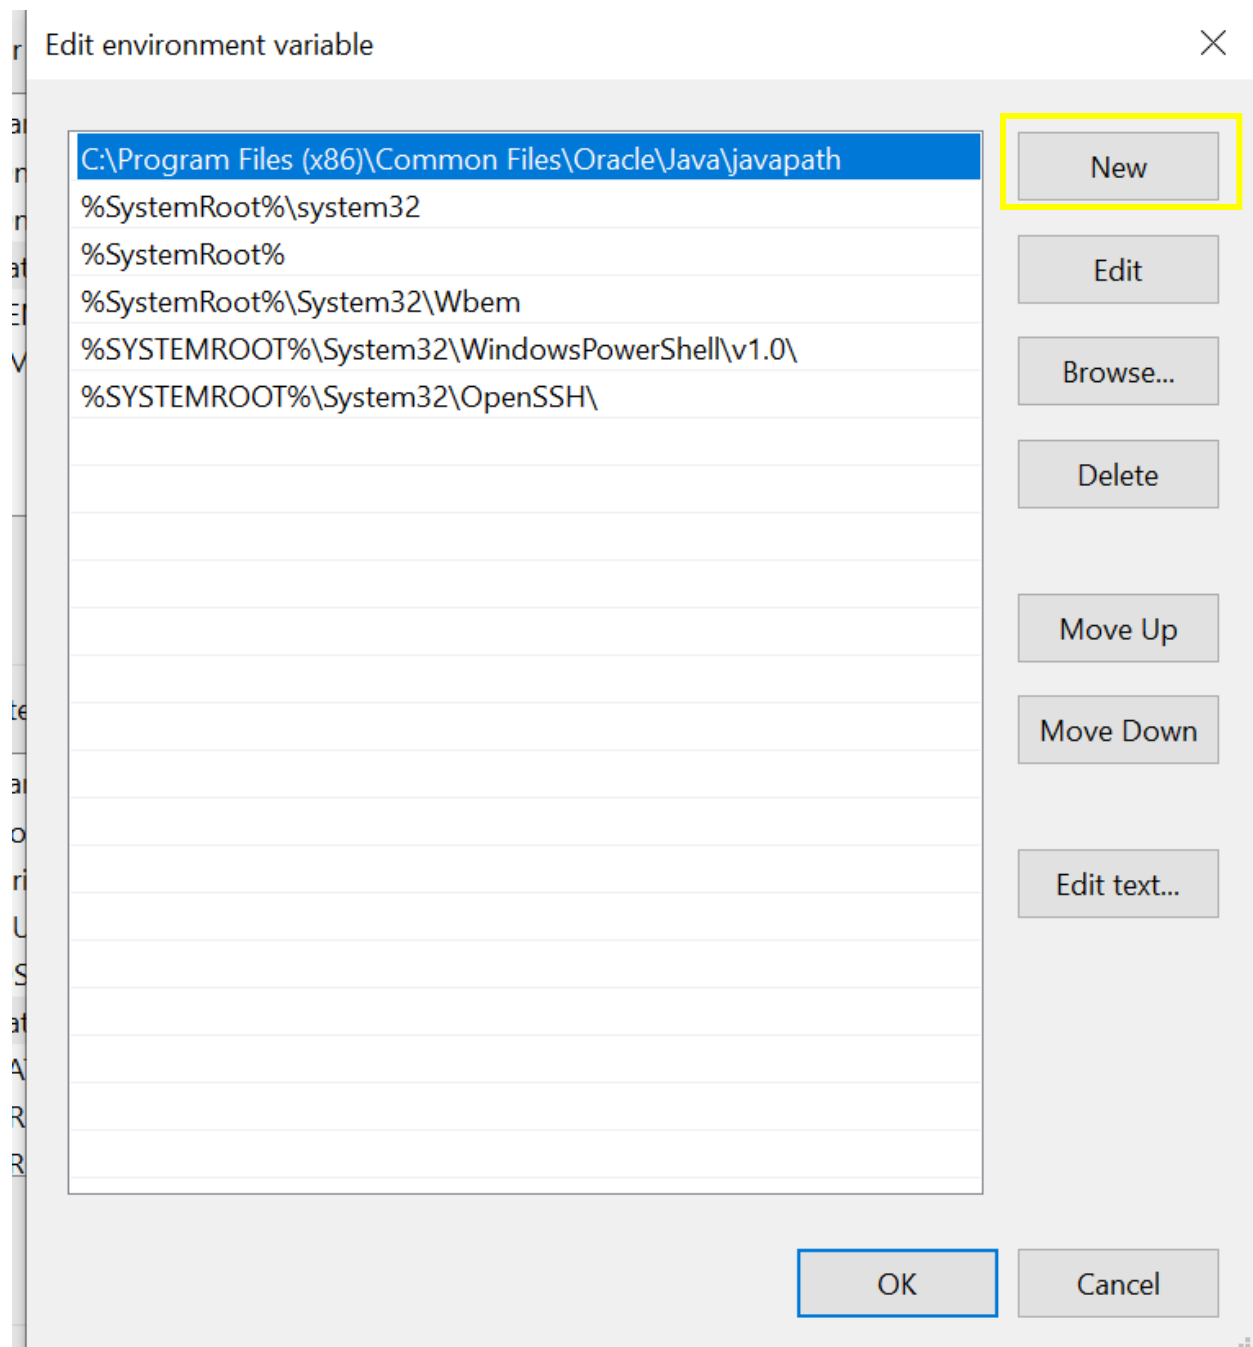 Edit environment variable
C:\Program Files (x86)\Common Files\Oracle\Java\javapath
%SystemRoot%\system32
%SystemRoot%
%SystemRoot%\System32\Wbem
%SYSTEMROOT%\System32\WindowsPowerShell\v1.0\
%SYSTEMROOT%\System32\OpenSSH\
New
Edit
Browse...
Delete
Move Up
Move Down
Edit text...
OK
Cancel